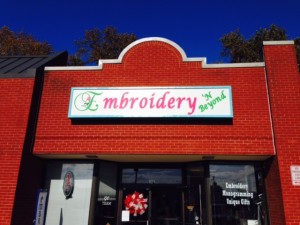 Embroidery 'N
Beyond
Embroidery
Monogramming
Unique Gifts